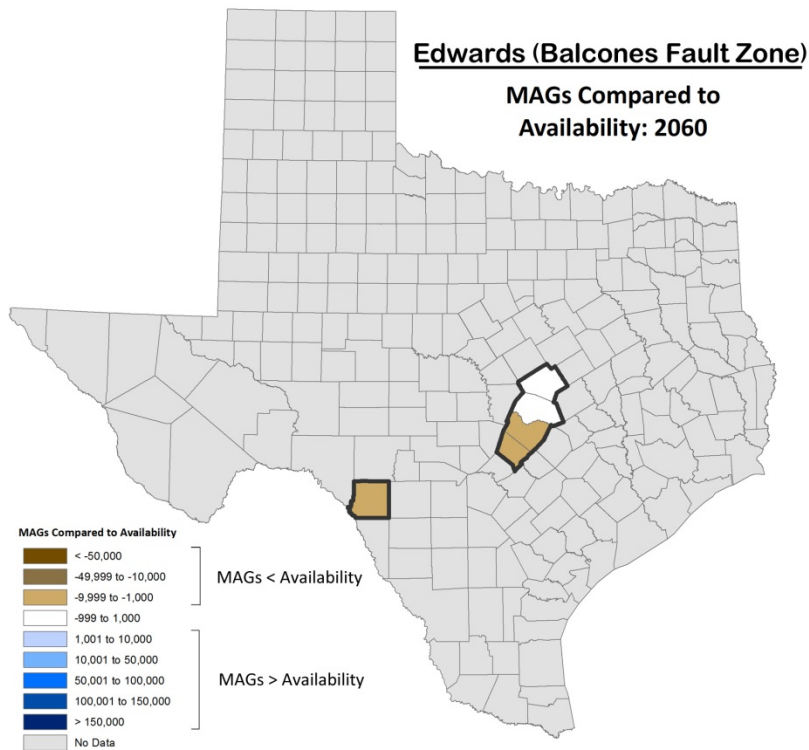 Edwards (Balcones Fault Zone)
MAGs Compared to
Availability: 2060
MAGs Compared to Availability
< -50,000
-49,999 to -10,000
-9,999 to -1,000
-999 to 1,000
1,001 to 10,000
10,001 to 50,000
50,001 to 100,000
100,001 to 150,000
> 150,000
No Data
MAGs < Availability
MAGs > Availability